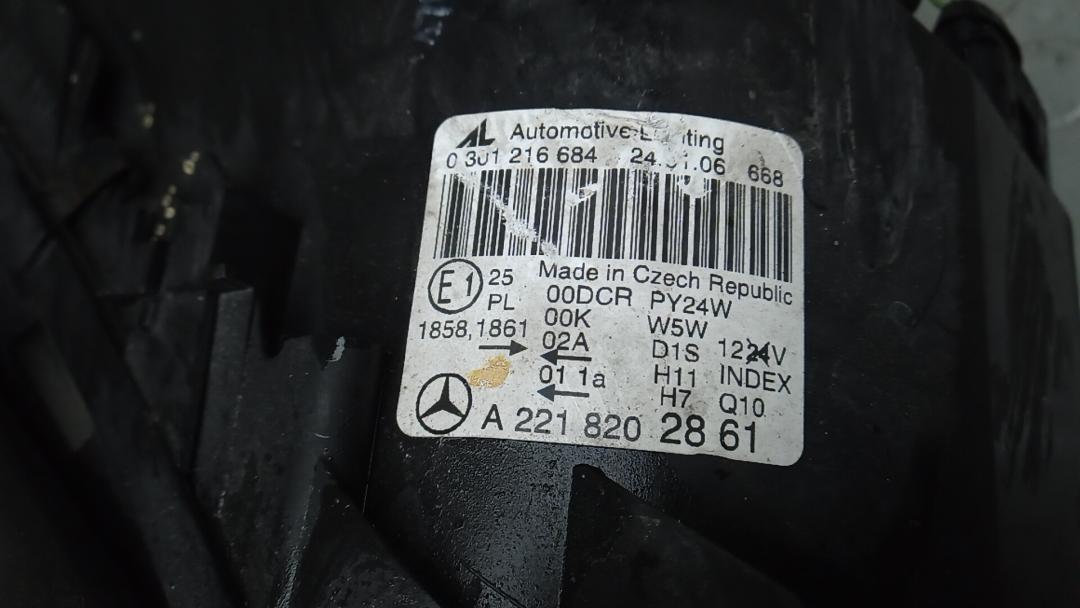 AL Automotive
0 301 216 684 24.01.06 668
Made in Czech Republic
E1 25 00DCR PY24W
PL 00K W5W
1858, 1861 02A D1S 12 24V
01 1a H11 INDEX
H7 Q10
A 221 820 28 61